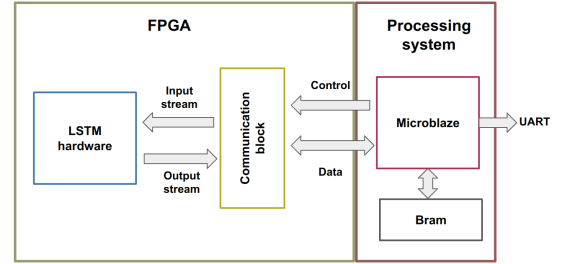 FPGA
Processing
system
Input
stream
Control
LSTM
hardware
Communication
block
Microblaze
UART
Output
stream
Data
Bram